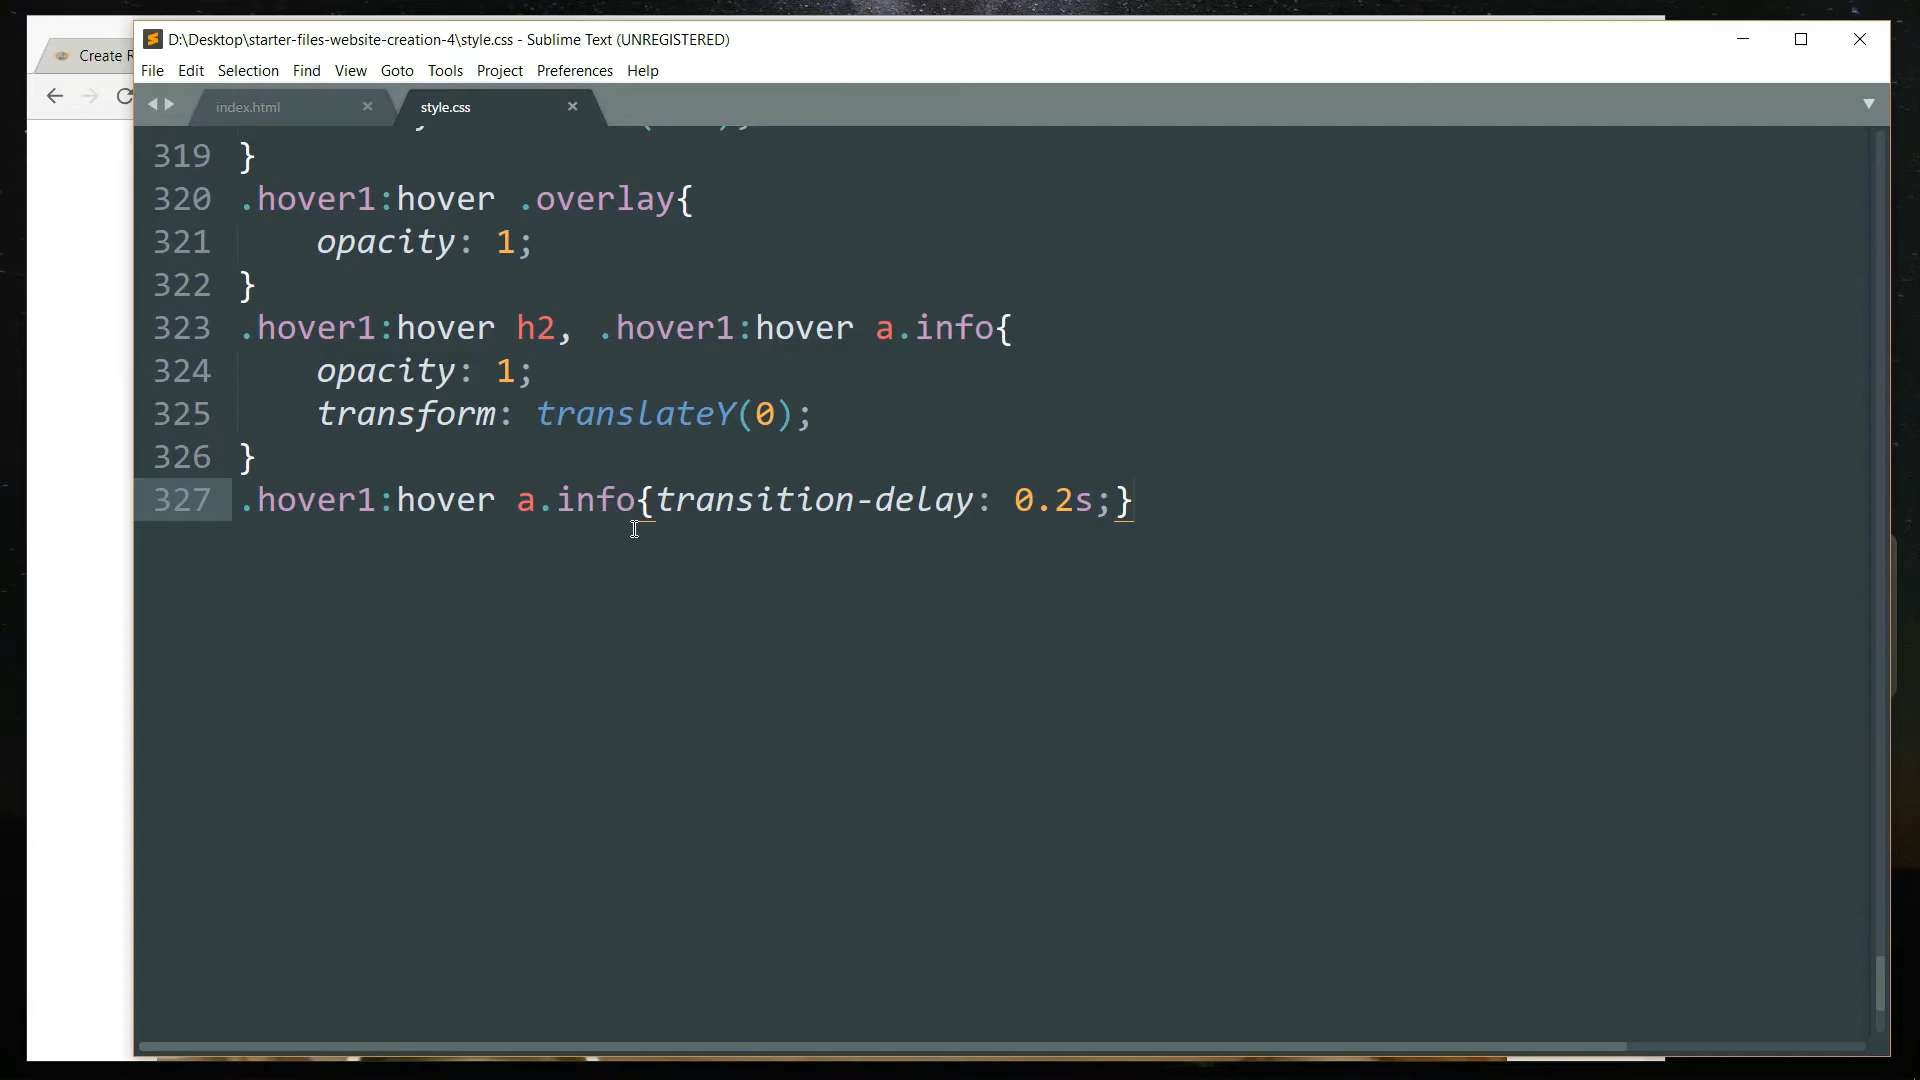 Create R
D:\Desktop\starter-files-website-creation-4\style.css - Sublime Text (UNREGISTERED)
File Edit Selection Find View Goto Tools Project Preferences Help
index.html
style.css
319 }
320 .hover1:hover .overlay{
321 opacity: 1;
322 }
323 .hover1:hover h2, .hover1:hover a.info{
324 opacity: 1;
325 transform: translateY(0);
326 }
327 .hover1:hover a.info{transition-delay: 0.2s;}